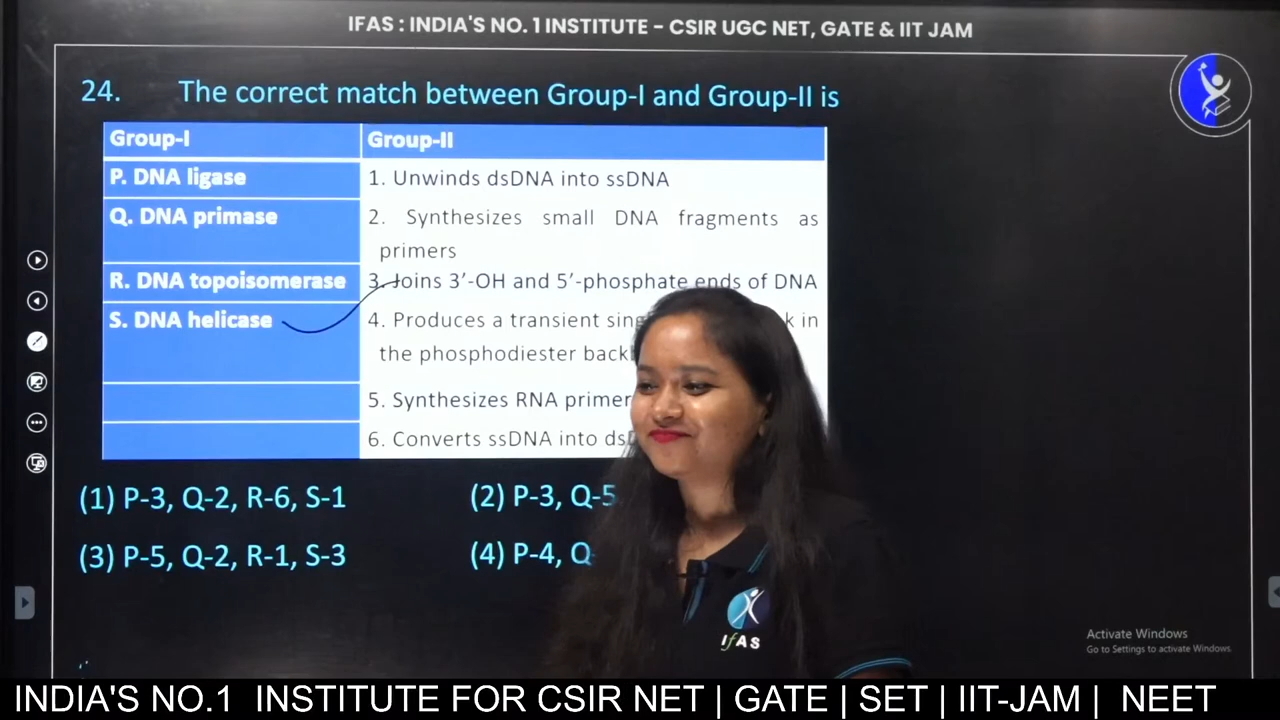 IFAS : INDIA'S NO. 1 INSTITUTE – CSIR UGC NET, GATE & IIT JAM
24. The correct match between Group-I and Group-II is
Group-I Group-II
P. DNA ligase 1. Unwinds dsDNA into ssDNA
Q. DNA primase 2. Synthesizes small DNA fragments as
primers
R. DNA topoisomerase 3. Joins 3’-OH and 5’-phosphate ends of DNA
S. DNA helicase 4. Produces a transient in
the phosphodiester
5. Synthesizes RNA
6. Converts ssDNA into
(1) P-3, Q-2, R-6, S-1 (2) P-3, Q-5
(3) P-5, Q-2, R-1, S-3 (4) P-4,
IfAS
Activate Windows
Go to Settings to activate Windows.
INDIA'S NO.1 INSTITUTE FOR CSIR NET | GATE | SET | IIT-JAM | NEET